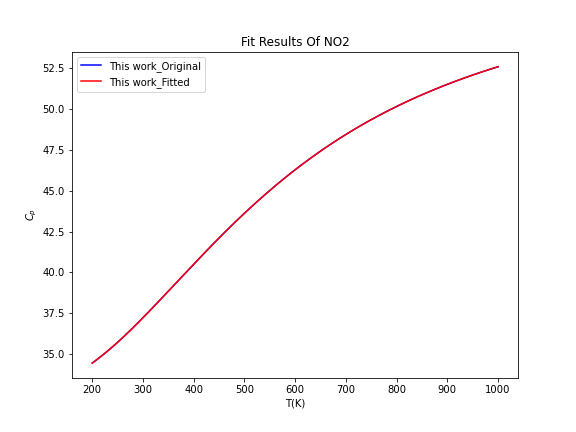 Fit Results Of NO2
This work_Original
This work_Fitted
52.5
50.0
47.5
45.0
42.5
40.0
37.5
35.0
C_p
200 300 400 500 600 700 800 900 1000
T(K)